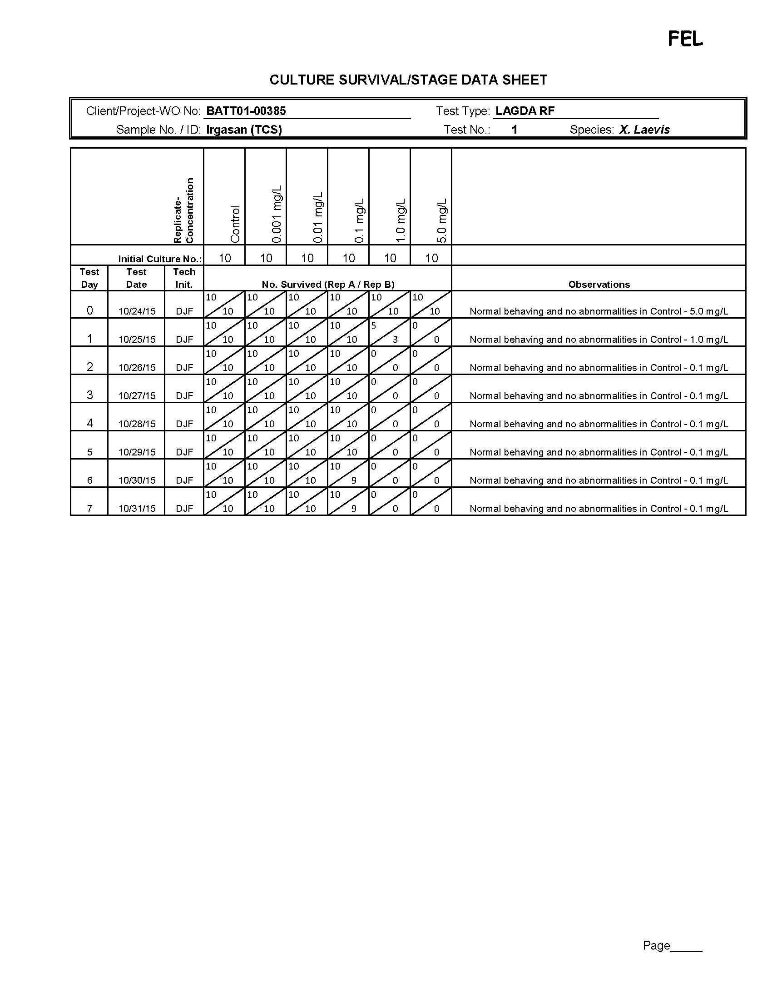 FEL
CULTURE SURVIVAL/STAGE DATA SHEET
Client/Project-WO No: BATT01-00385 Test Type: LAGDA RF
Sample No. / ID: Irgasan (TCS) Test No.: 1 Species: X. Laevis
Replicate-
Concentration
Control
0.001 mg/L
0.01 mg/L
0.1 mg/L
1.0 mg/L
5.0 mg/L
Initial Culture No.: 10 10 10 10 10 10
Test Test Tech
Day Date Init. No. Survived (Rep A / Rep B) Observations
10 10 10 10 10 10
0 10/24/15 DJF 10 10 10 10 10 10 Normal behaving and no abnormalities in Control - 5.0 mg/L
10 10 10 10 5 0
1 10/25/15 DJF 10 10 10 10 3 0 Normal behaving and no abnormalities in Control - 1.0 mg/L
10 10 10 10 0 0
2 10/26/15 DJF 10 10 10 10 0 0 Normal behaving and no abnormalities in Control - 0.1 mg/L
10 10 10 10 0 0
3 10/27/15 DJF 10 10 10 10 0 0 Normal behaving and no abnormalities in Control - 0.1 mg/L
10 10 10 10 0 0
4 10/28/15 DJF 10 10 10 10 0 0 Normal behaving and no abnormalities in Control - 0.1 mg/L
10 10 10 10 0 0
5 10/29/15 DJF 10 10 10 10 0 0 Normal behaving and no abnormalities in Control - 0.1 mg/L
10 10 10 10 0 0
6 10/30/15 DJF 10 10 10 9 0 0 Normal behaving and no abnormalities in Control - 0.1 mg/L
10 10 10 10 0 0
7 10/31/15 DJF 10 10 10 9 0 0 Normal behaving and no abnormalities in Control - 0.1 mg/L
Page_____